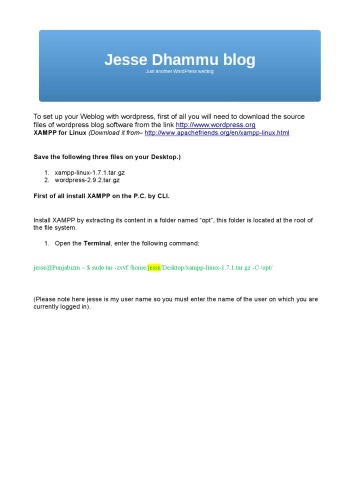 Jesse Dhammu blog
Just another WordPress weblog
To set up your Weblog with wordpress, first of all you will need to download the source
files of wordpress blog software from the link http://www.wordpress.org
XAMPP for Linux (Download it from– http://www.apachefriends.org/en/xampp-linux.html
Save the following three files on your Desktop.)
1. xampp-linux-1.7.1.tar.gz
2. wordpress-2.9.2.tar.gz
First of all install XAMPP on the P.C. by CLI.
Install XAMPP by extracting its content in a folder named "opt", this folder is located at the root of
the file system.
1. Open the Terminal, enter the following command:
jesse@Punjabizm ~ $ sudo tar -zxvf /home/jesse/Desktop/xampp-linux-1.7.1.tar.gz -C /opt/
(Please note here jesse is my user name so you must enter the name of the user on which you are
currently logged in).